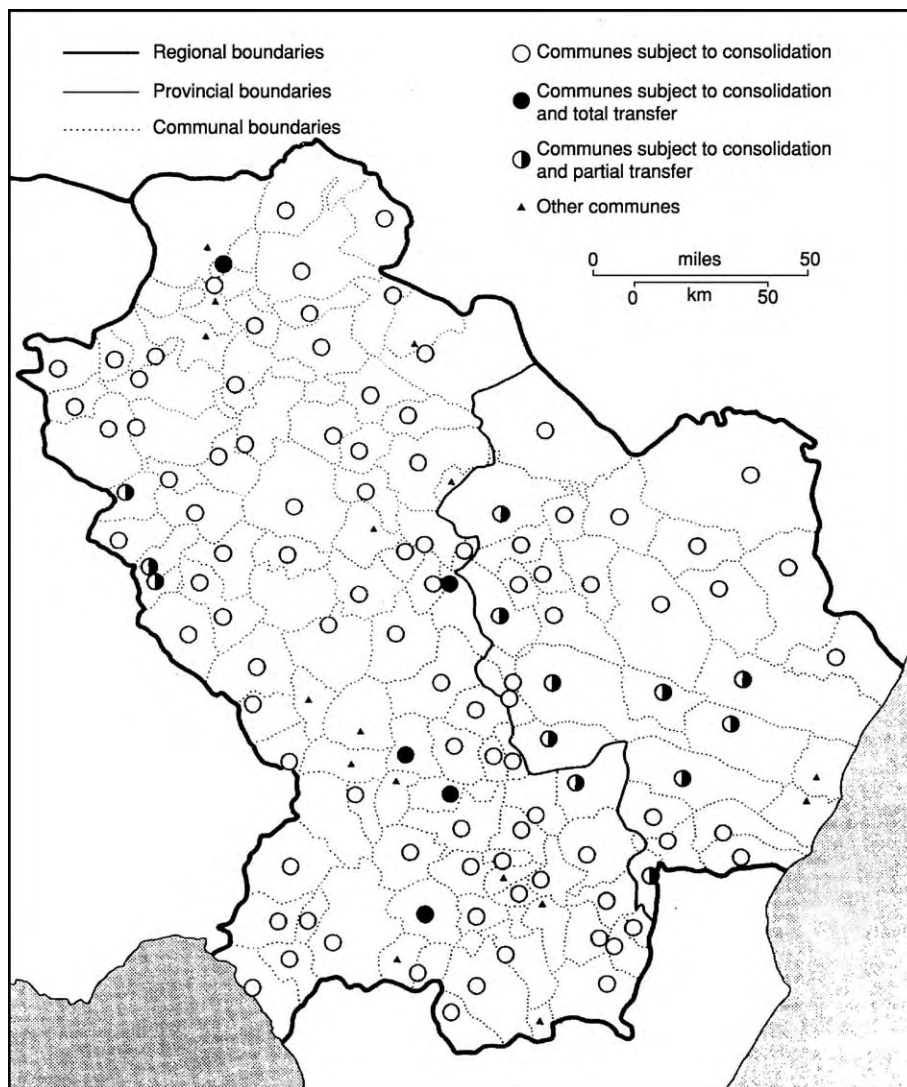 Regional boundaries
Provincial boundaries
Communal boundaries
Communes subject to consolidation
Communes subject to consolidation
and total transfer
Communes subject to consolidation
and partial transfer
Other communes
0 miles 50
0 km 50